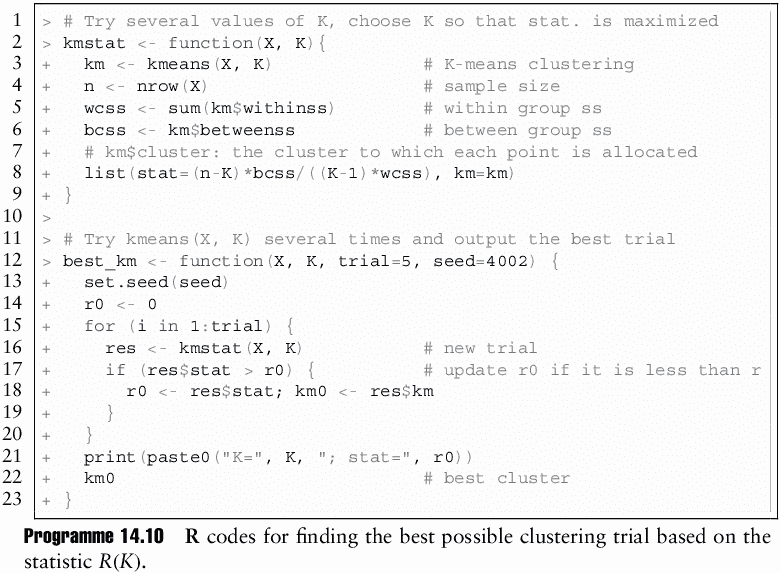 1 > # Try several values of K, choose K so that stat. is maximized
2 > kmstat <- function(X, K){
3 +   km <- kmeans(X, K)               # K-means clustering
4 +   n <- nrow(X)                     # sample size
5 +   wcss <- sum(km$withinss)         # within group ss
6 +   bcss <- km$betweenss             # between group ss
7 +   # km$cluster: the cluster to which each point is allocated
8 +   list(stat=(n-K)*bcss/((K-1)*wcss), km=km)
9 + }
10 >
11 > # Try kmeans(X, K) several times and output the best trial
12 > best_km <- function(X, K, trial=5, seed=4002) {
13 +   set.seed(seed)
14 +   r0 <- 0
15 +   for (i in 1:trial) {
16 +     res <- kmstat(X, K)            # new trial
17 +     if (res$stat > r0) {           # update r0 if it is less than r
18 +       r0 <- res$stat; km0 <- res$km
19 +     }
20 +   }
21 +   print(paste0("K=", K, "; stat=", r0))
22 +   km0                              # best cluster
23 + }
Programme 14.10 R codes for finding the best possible clustering trial based on the
statistic R(K).